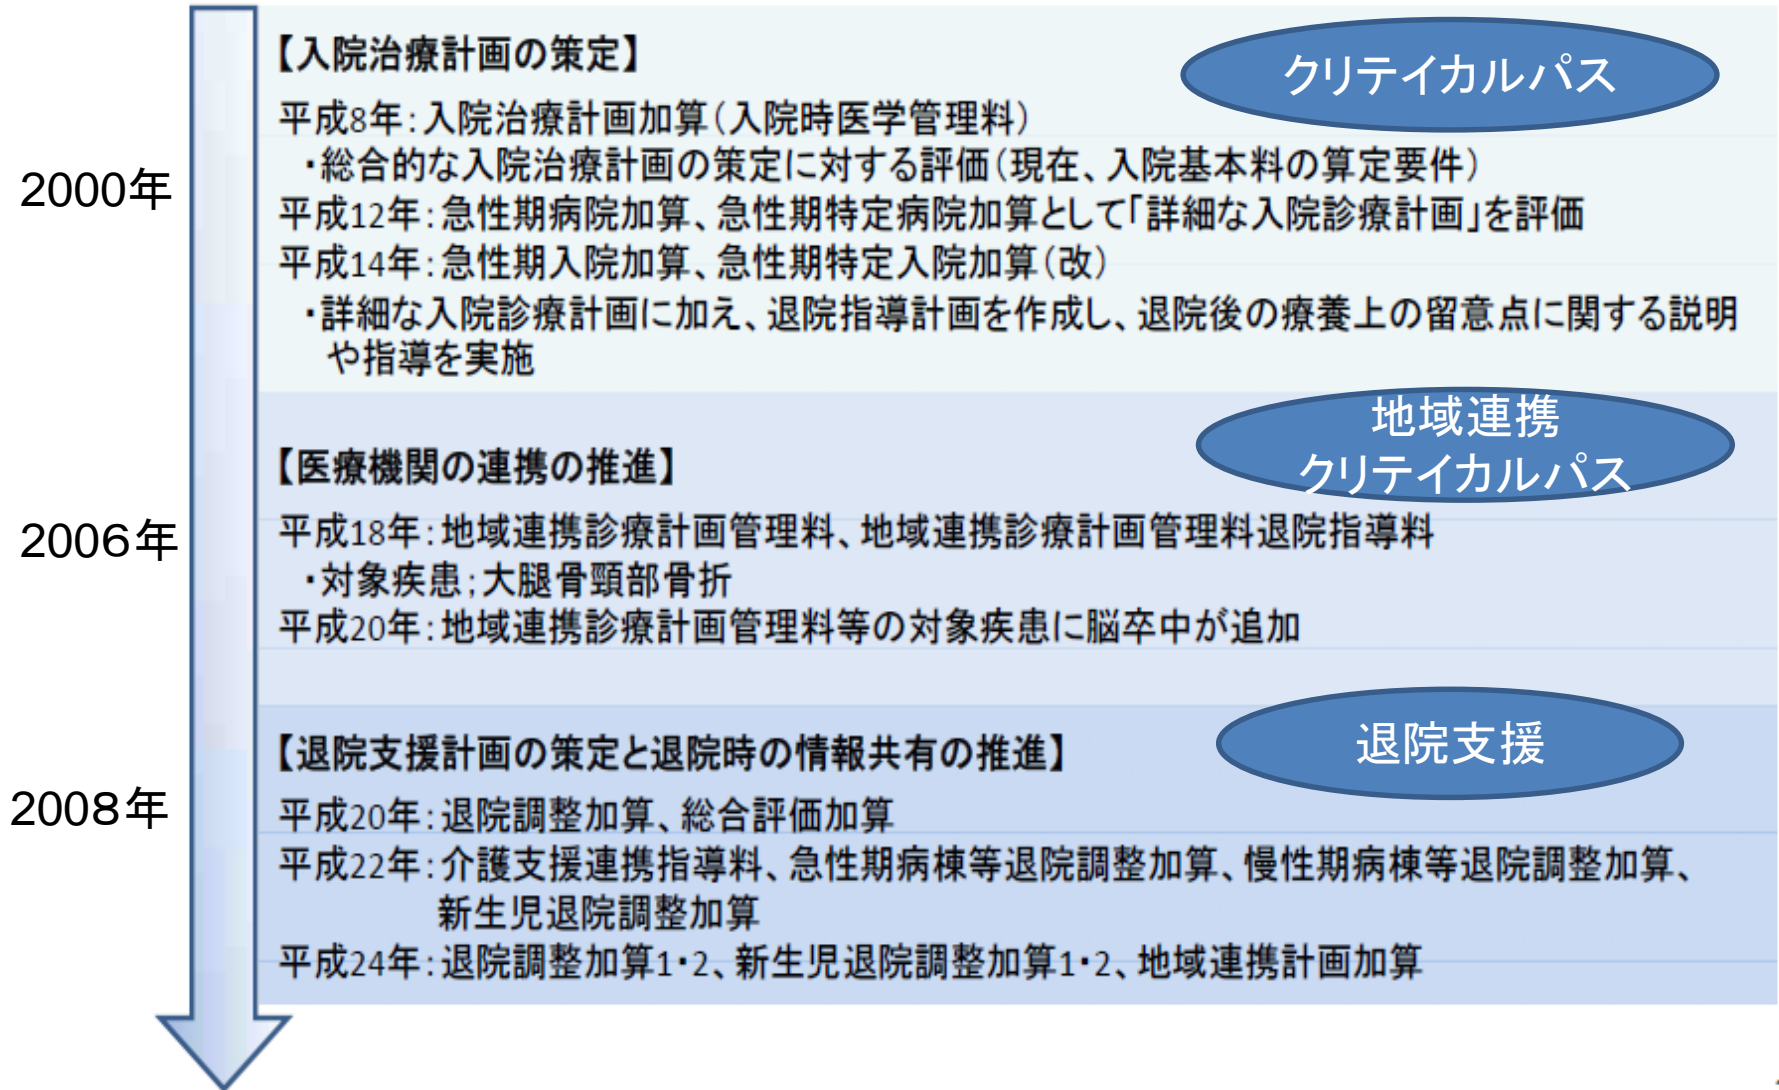 【入院治療計画の策定】
クリテイカルパス
平成8年:入院治療計画加算(入院時医学管理料)
・総合的な入院治療計画の策定に対する評価(現在、入院基本料の算定要件)
2000年
平成12年:急性期病院加算、急性期特定病院加算として「詳細な入院診療計画」を評価
平成14年:急性期入院加算、急性期特定入院加算(改)
・詳細な入院診療計画に加え、退院指導計画を作成し、退院後の療養上の留意点に関する説明
や指導を実施
地域連携
クリテイカルパス
【医療機関の連携の推進】
2006年
平成18年:地域連携診療計画管理料、地域連携診療計画管理料退院指導料
・対象疾患;大腿骨頸部骨折
平成20年:地域連携診療計画管理料等の対象疾患に脳卒中が追加
【退院支援計画の策定と退院時の情報共有の推進】
退院支援
2008年
平成20年:退院調整加算、総合評価加算
平成22年:介護支援連携指導料、急性期病棟等退院調整加算、慢性期病棟等退院調整加算、
新生児退院調整加算
平成24年:退院調整加算1・2、新生児退院調整加算1・2、地域連携計画加算